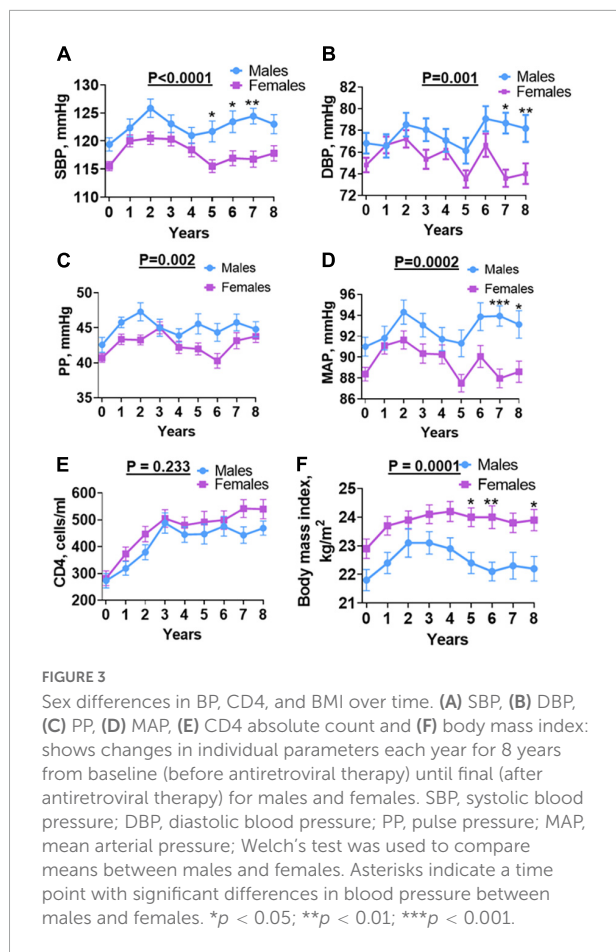 A
P<0.0001
Males
Females
SBP, mmHg
130
125
120
115
110
* * **
0 1 2 3 4 5 6 7 8
Years
B
P=0.001
Males
Females
DBP, mmHg
82
80
78
76
74
72
* **
0 1 2 3 4 5 6 7 8
Years
C
P=0.002
Males
Females
PP, mmHg
50
45
40
35
0 1 2 3 4 5 6 7 8
Years
D
P=0.0002
Males
Females
MAP, mmHg
96
94
92
90
88
86
*** *
0 1 2 3 4 5 6 7 8
Years
E
P = 0.233
Males
Females
CD4, cells/ml
600
500
400
300
200
0 1 2 3 4 5 6 7 8
Years
F
P = 0.0001
Males
Females
Body mass index,
kg/m²
25
24
23
22
21
* ** *
0 1 2 3 4 5 6 7 8
Years
FIGURE 3
Sex differences in BP, CD4, and BMI over time. (A) SBP, (B) DBP,
(C) PP, (D) MAP, (E) CD4 absolute count and (F) body mass index:
shows changes in individual parameters each year for 8 years
from baseline (before antiretroviral therapy) until final (after
antiretroviral therapy) for males and females. SBP, systolic blood
pressure; DBP, diastolic blood pressure; PP, pulse pressure; MAP,
mean arterial pressure; Welch's test was used to compare
means between males and females. Asterisks indicate a time
point with significant differences in blood pressure between
males and females. *p < 0.05; **p < 0.01; ***p < 0.001.